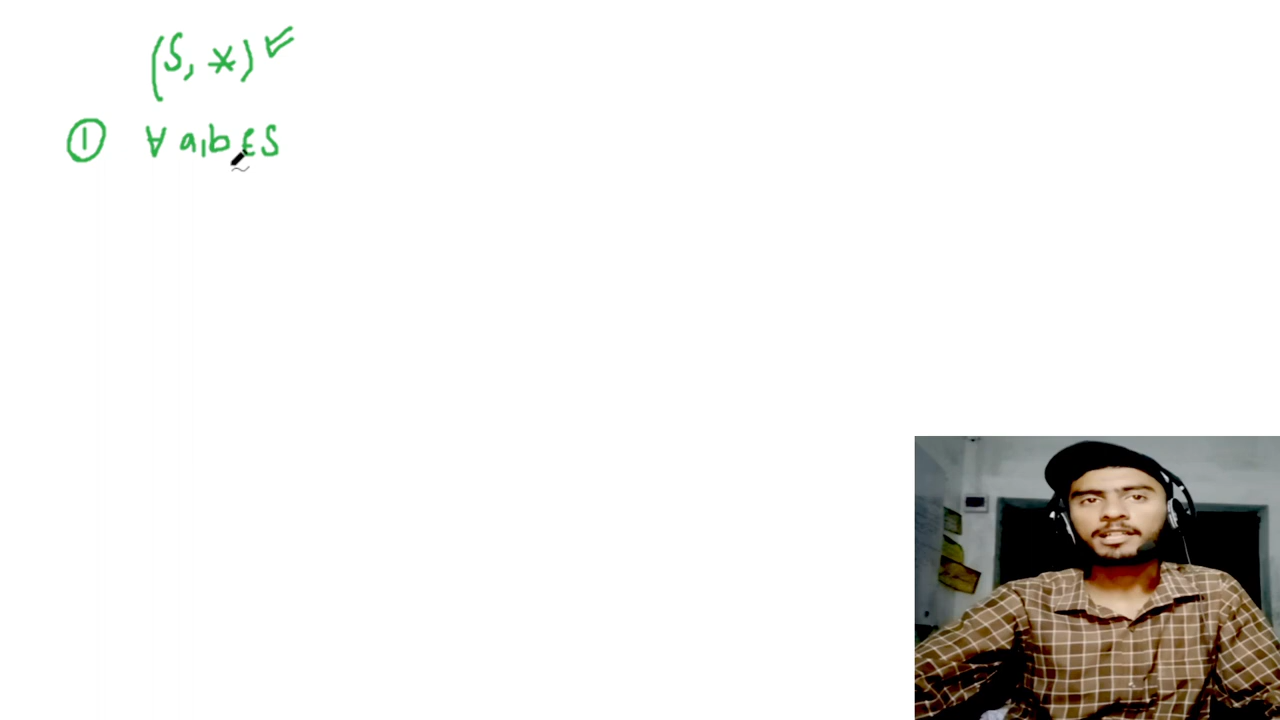 (S, *)
① ∀ a,b ∈ S